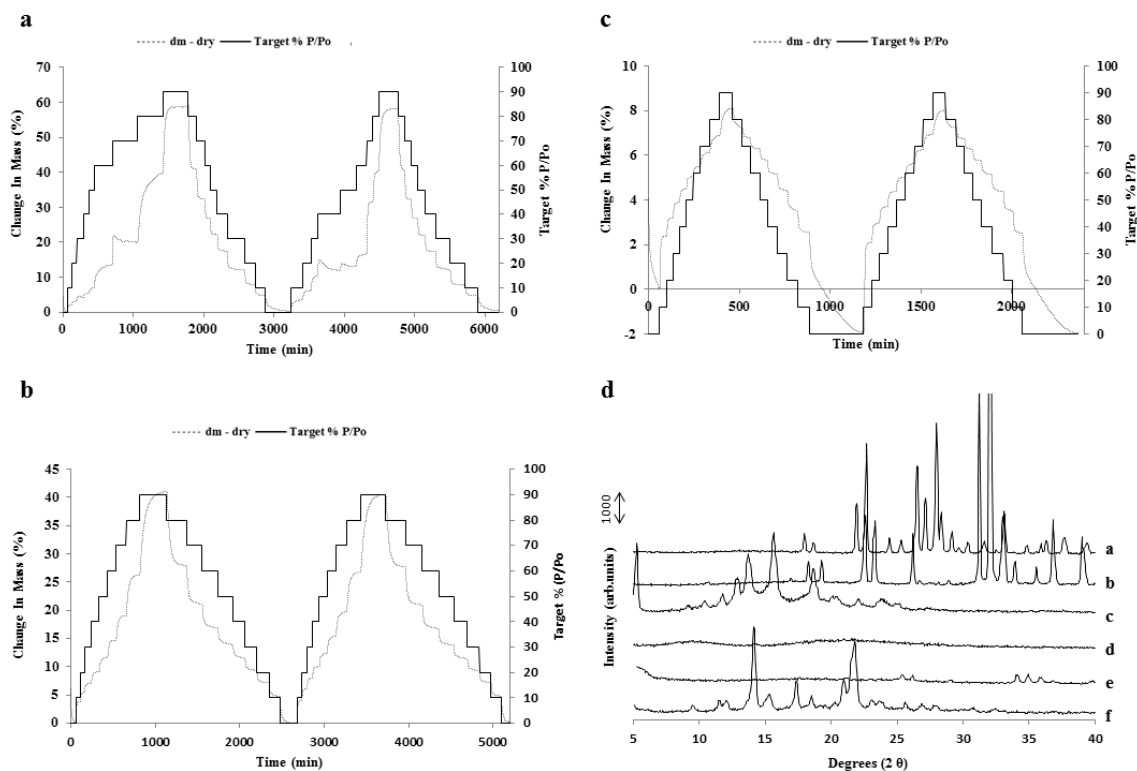 a
dm - dry Target % P/Po
Change In Mass (%)
70
60
50
40
30
20
10
0
100
90
80
70
60
50
40
30
20
10
0
Target % P/Po
0 1000 2000 3000 4000 5000 6000
Time (min)
c
dm - dry Target % P/Po
Change In Mass (%)
10
8
6
4
2
0
-2
100
90
80
70
60
50
40
30
20
10
0
Target % P/Po
0 500 1000 1500 2000
Time (min)
b
dm - dry Target % P/Po
Change In Mass (%)
45
40
35
30
25
20
15
10
5
0
100
90
80
70
60
50
40
30
20
10
0
Target % (P/Po
0 1000 2000 3000 4000 5000
Time (min)
d
1000
Intensity (arb.units)
a
b
c
d
e
f
5 10 15 20 25 30 35 40
Degrees (2 θ)